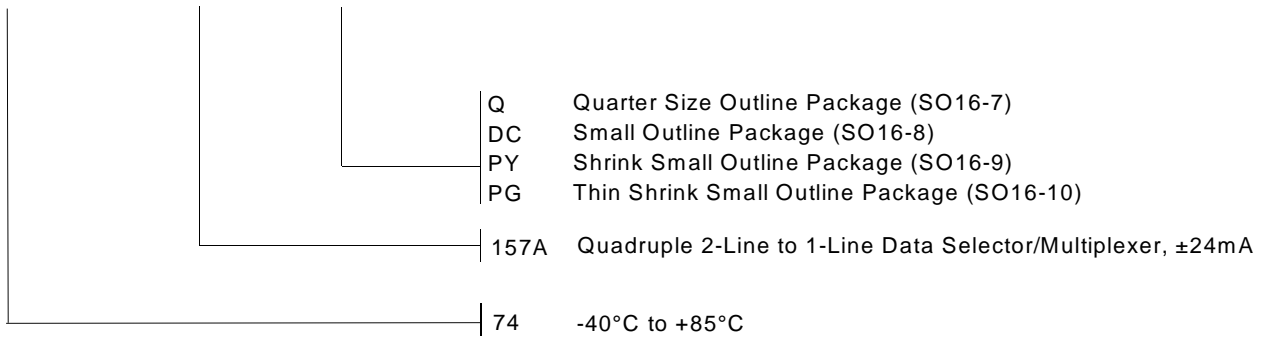 Q Quarter Size Outline Package (SO16-7)
DC Small Outline Package (SO16-8)
PY Shrink Small Outline Package (SO16-9)
PG Thin Shrink Small Outline Package (SO16-10)
157A Quadruple 2-Line to 1-Line Data Selector/Multiplexer, ±24mA
74 -40°C to +85°C